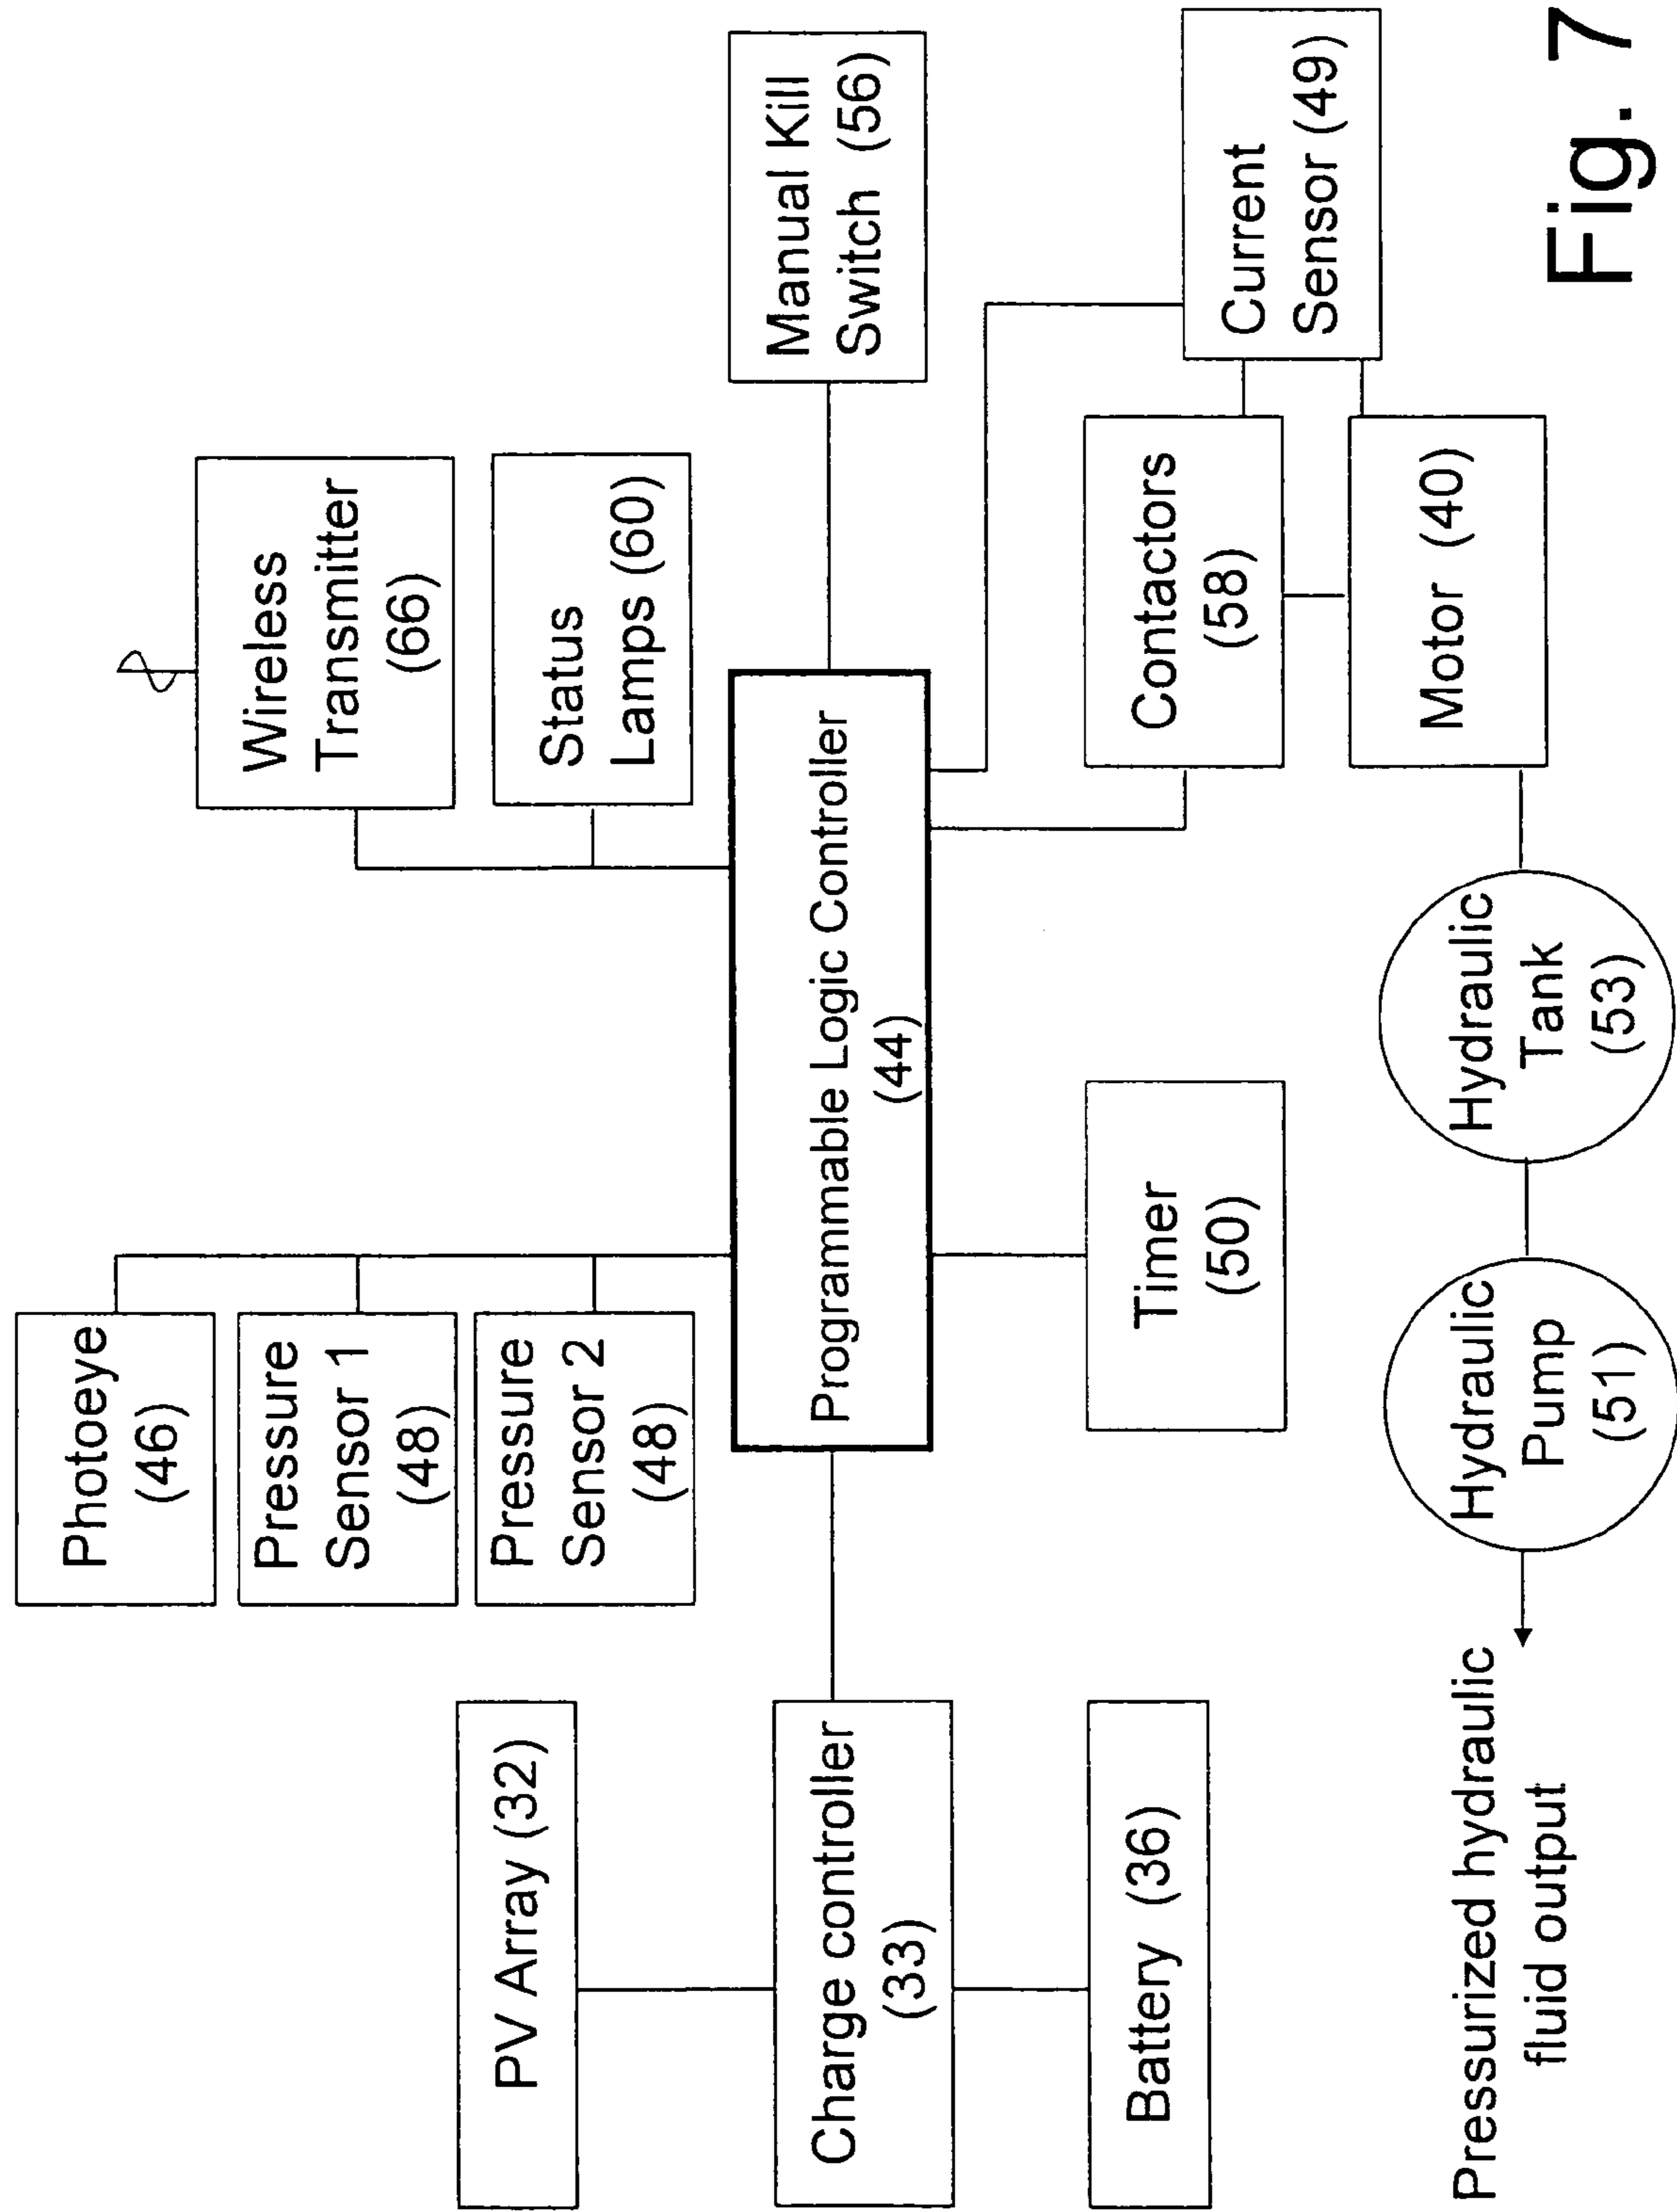 Photoeye
(46)
Pressure
Sensor 1
(48)
Pressure
Sensor 2
(48)
Wireless
Transmitter
(66)
Status
Lamps (60)
PV Array (32)
Charge controller
(33)
Battery (36)
Programmable Logic Controller
(44)
Manual Kill
Switch (56)
Timer
(50)
Contactors
(58)
Current
Sensor (49)
Motor (40)
Hydraulic
Tank
(53)
Hydraulic
Pump
(51)
Pressurized hydraulic
fluid output
Fig. 7